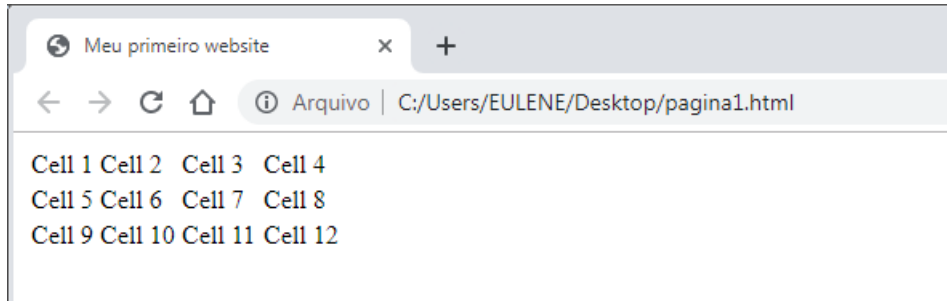 Meu primeiro website
Arquivo | C:/Users/EULENE/Desktop/pagina1.html
Cell 1 Cell 2 Cell 3 Cell 4
Cell 5 Cell 6 Cell 7 Cell 8
Cell 9 Cell 10 Cell 11 Cell 12